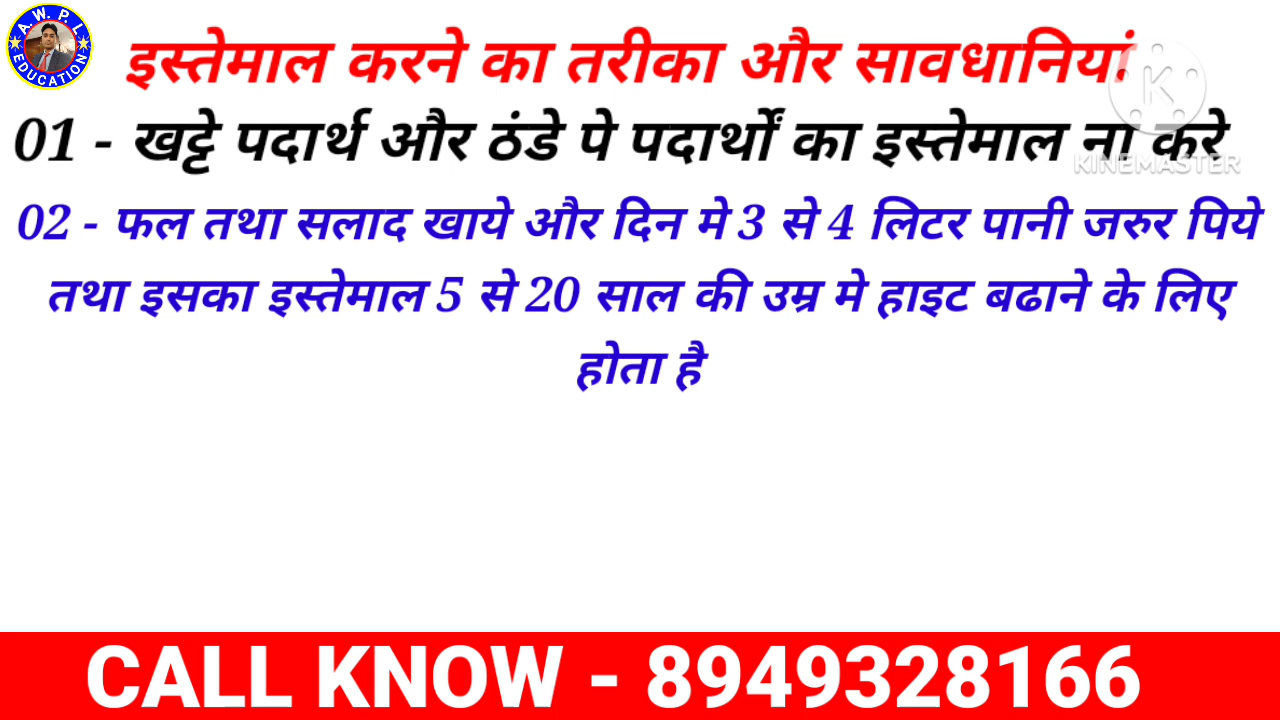 A. W. P. L
EDUCATION
इस्तेमाल करने का तरीका और सावधानियां
01 - खट्टे पदार्थ और ठंडे पे पदार्थों का इस्तेमाल ना करे
KINEMASTER
02 - फल तथा सलाद खाये और दिन मे 3 से 4 लिटर पानी जरुर पिये
तथा इसका इस्तेमाल 5 से 20 साल की उम्र मे हाइट बढाने के लिए
होता है
CALL KNOW - 8949328166